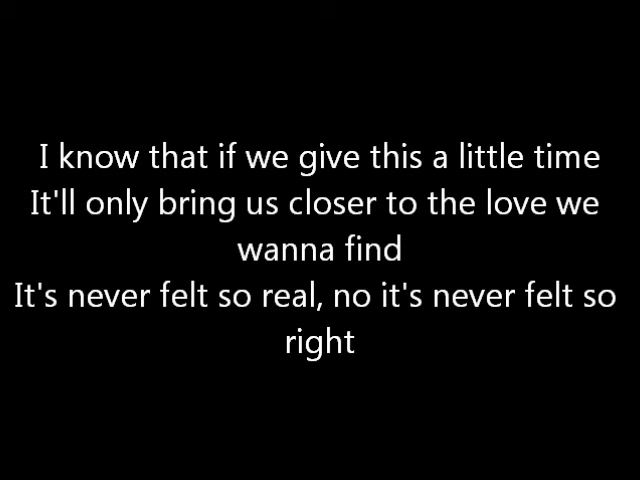 I know that if we give this a little time
It'll only bring us closer to the love we
wanna find
It's never felt so real, no it's never felt so
right